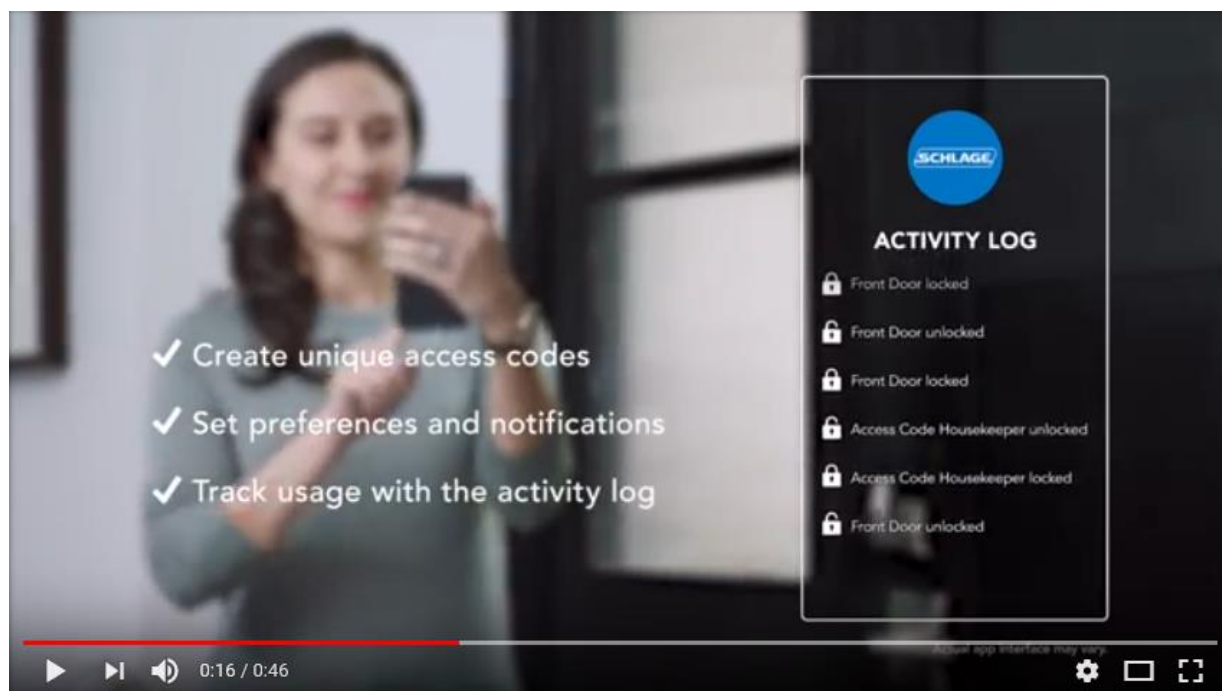 Create unique access codes
Set preferences and notifications
Track usage with the activity log
SCHLAGE
ACTIVITY LOG
Front Door locked
Front Door unlocked
Front Door locked
Access Code Housekeeper unlocked
Access Code Housekeeper locked
Front Door unlocked
Actual app interface may vary.
0:16 / 0:46